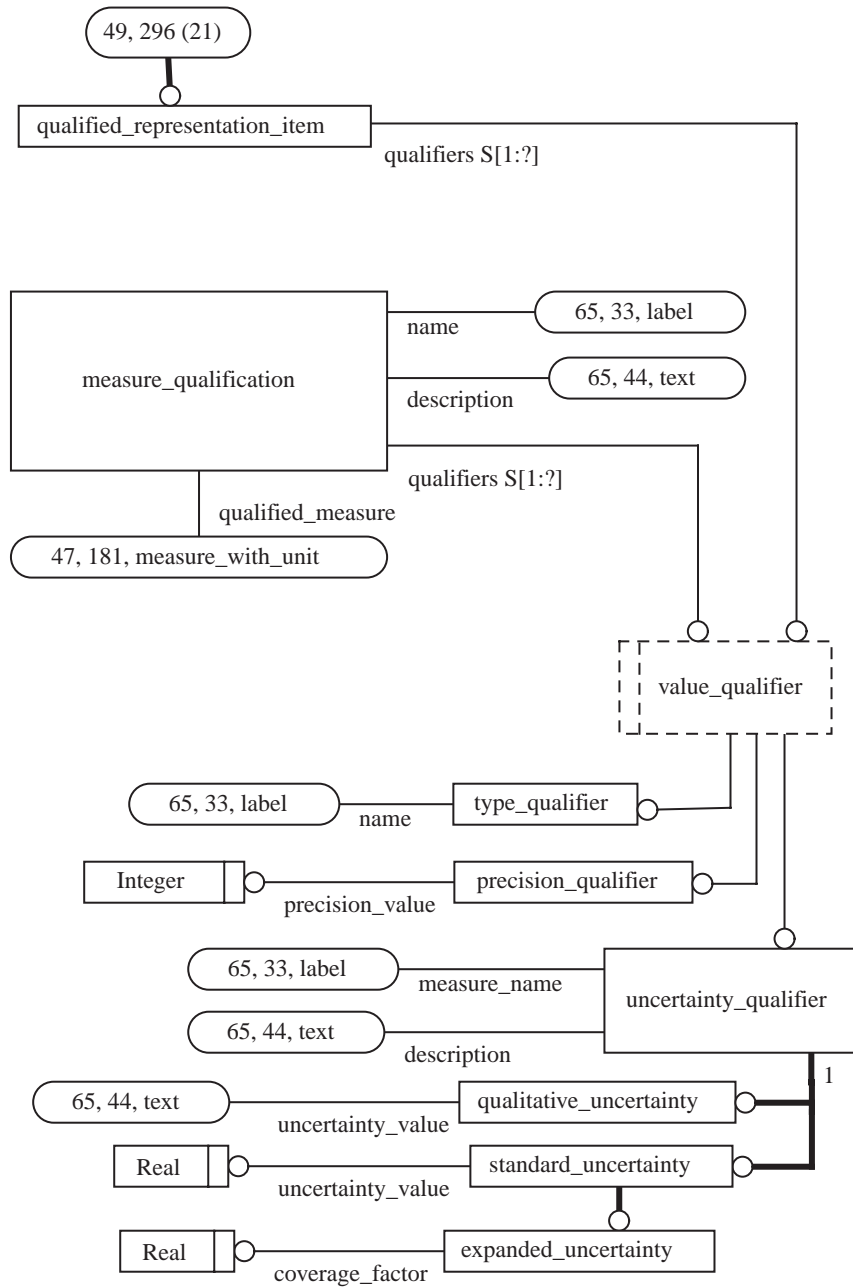 49, 296 (21)
qualified_representation_item
qualifiers S[1:?]
65, 33, label
name
measure_qualification
65, 44, text
description
qualifiers S[1:?]
qualified_measure
47, 181, measure_with_unit
value_qualifier
65, 33, label
name
type_qualifier
Integer
precision_value
precision_qualifier
65, 33, label
measure_name
uncertainty_qualifier
65, 44, text
description
1
65, 44, text
uncertainty_value
qualitative_uncertainty
Real
uncertainty_value
standard_uncertainty
Real
coverage_factor
expanded_uncertainty